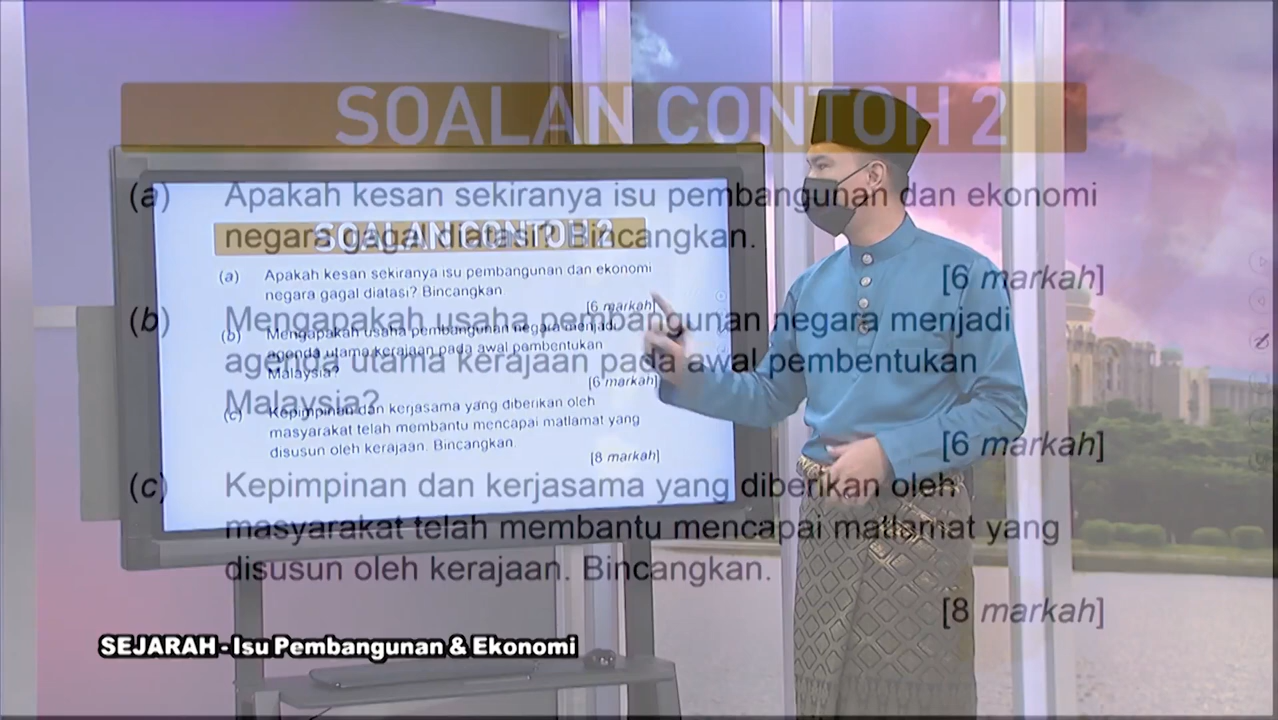 SOALAN CONTOH 2
(a) Apakah kesan sekiranya isu pembangunan dan ekonomi
negara gagal diatasi? Bincangkan.
[6 markah]
(b) Mengapakah usaha pembangunan negara menjadi
agenda utama kerajaan pada awal pembentukan
Malaysia?
[6 markah]
(c) Kepimpinan dan kerjasama yang diberikan oleh
masyarakat telah membantu mencapai matlamat yang
disusun oleh kerajaan. Bincangkan.
[8 markah]
SOALAN CONTOH 2
(a) Apakah kesan sekiranya isu pembangunan dan ekonomi
negara gagal diatasi? Bincangkan.
[6 markah]
(b) Mengapakah usaha pembangunan negara menjadi
agenda utama kerajaan pada awal pembentukan
Malaysia?
[6 markah]
(c) Kepimpinan dan kerjasama yang diberikan oleh
masyarakat telah membantu mencapai matlamat yang
disusun oleh kerajaan. Bincangkan.
[8 markah]
SEJARAH - Isu Pembangunan & Ekonomi